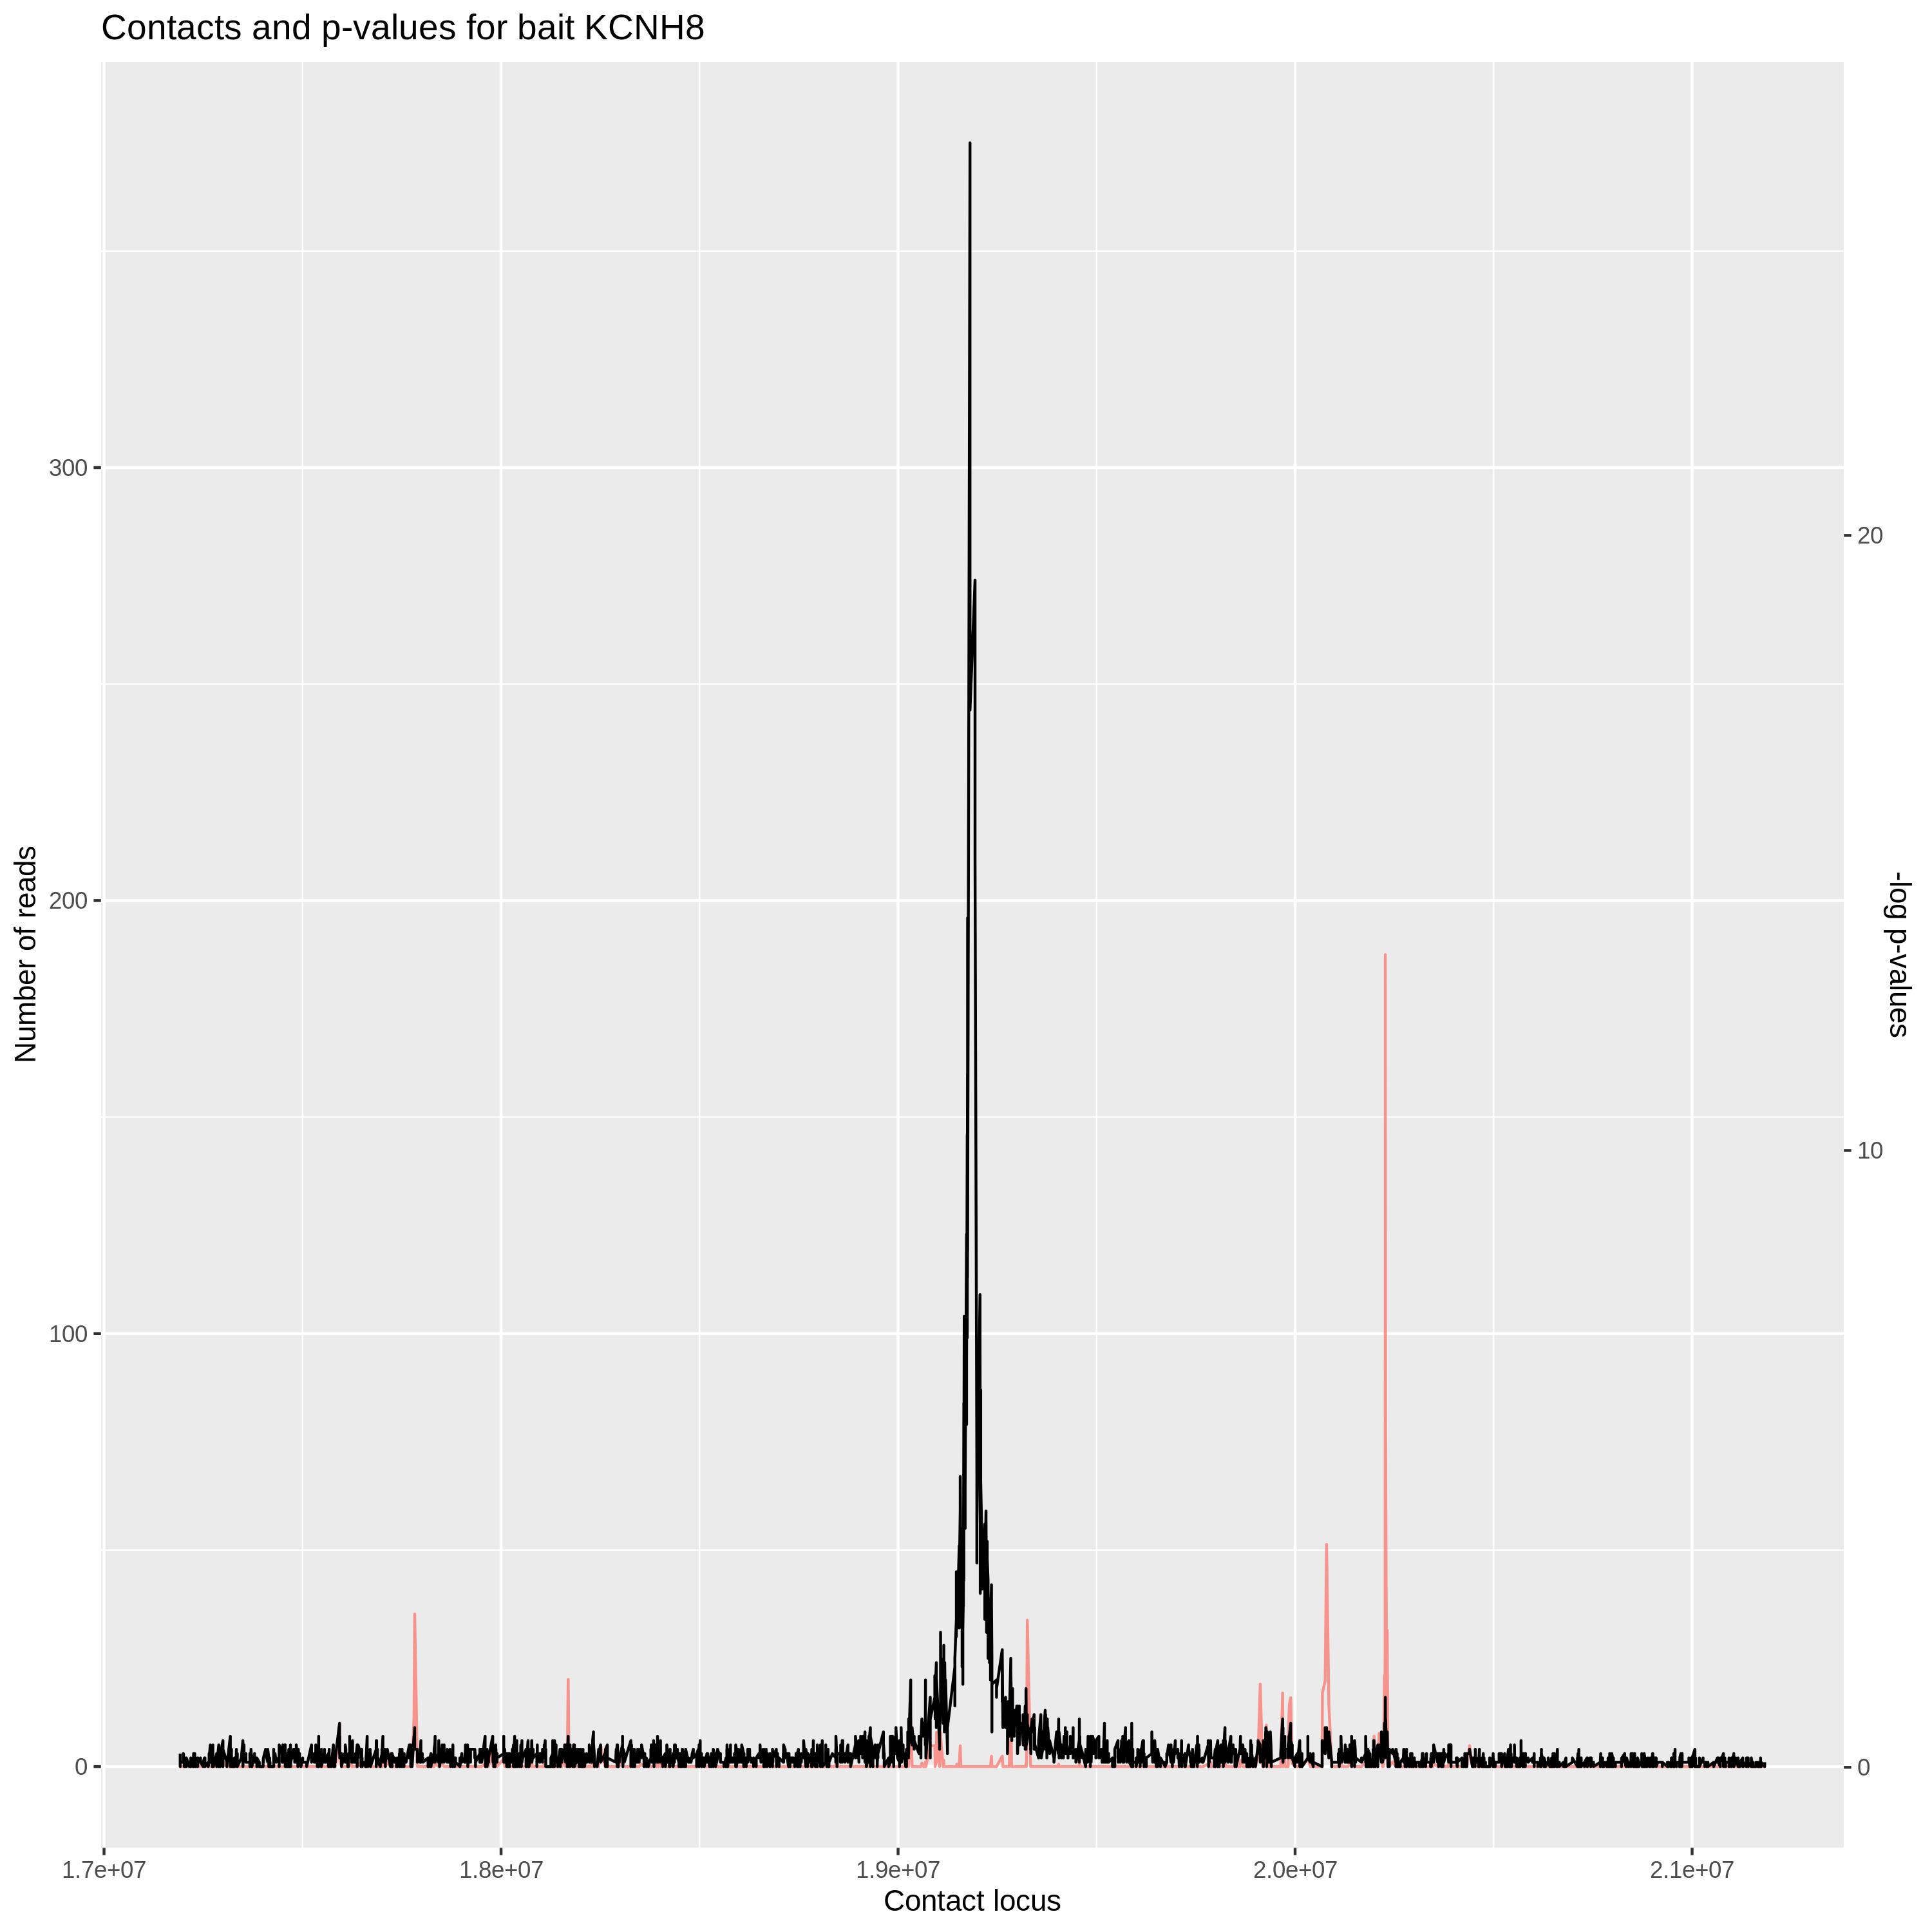 Contacts and p-values for bait KCNH8
300
200
100
0
Number of reads
20
10
0
-log p-values
1.7e+07 1.8e+07 1.9e+07 2.0e+07 2.1e+07
Contact locus